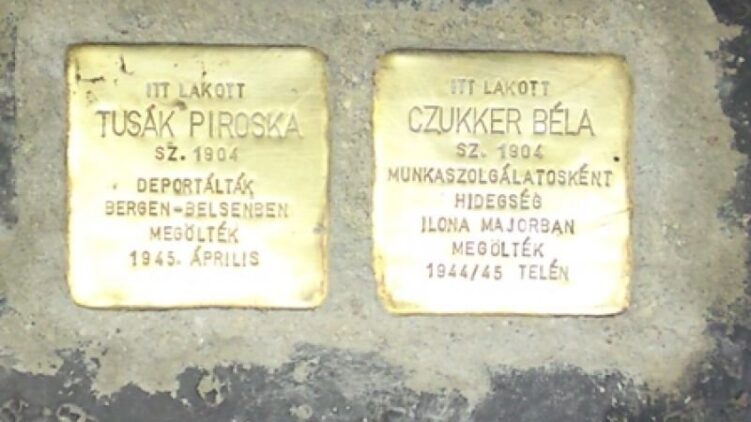 ITT LAKOTT
TUSÁK PIROSKA
SZ. 1904
DEPORTÁLTÁK
BERGEN-BELSENBEN
MEGÖLTÉK
1945. ÁPRILIS
ITT LAKOTT
CZUKKER BÉLA
SZ. 1904
MUNKASZOLGÁLATOSKÉNT
HIDEGSÉG
ILONA MAJORBAN
MEGÖLTÉK
1944/45 TELÉN